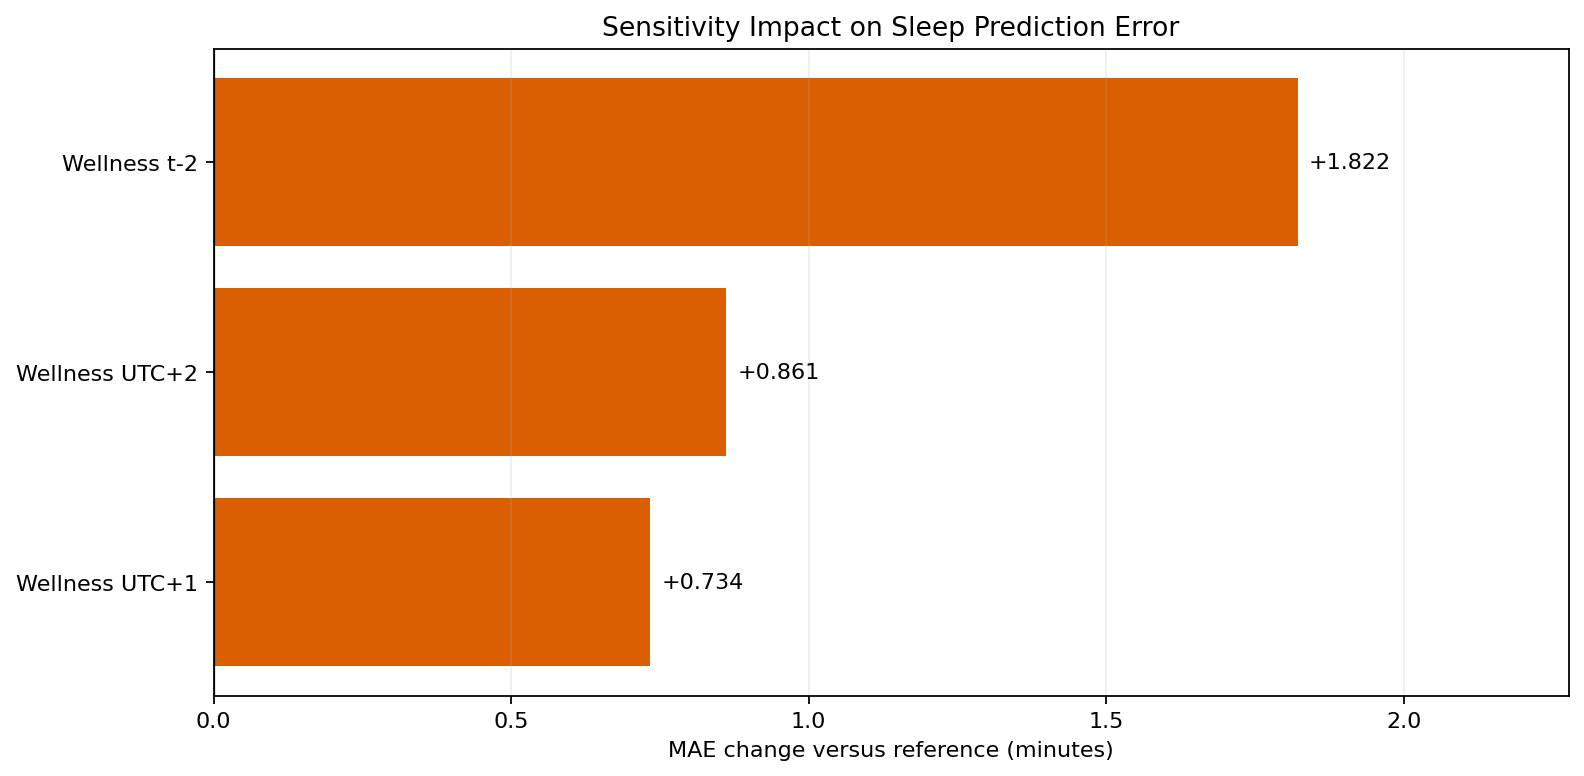 Sensitivity Impact on Sleep Prediction Error
Wellness t-2
+1.822
Wellness UTC+2
+0.861
Wellness UTC+1
+0.734
0.0 0.5 1.0 1.5 2.0
MAE change versus reference (minutes)